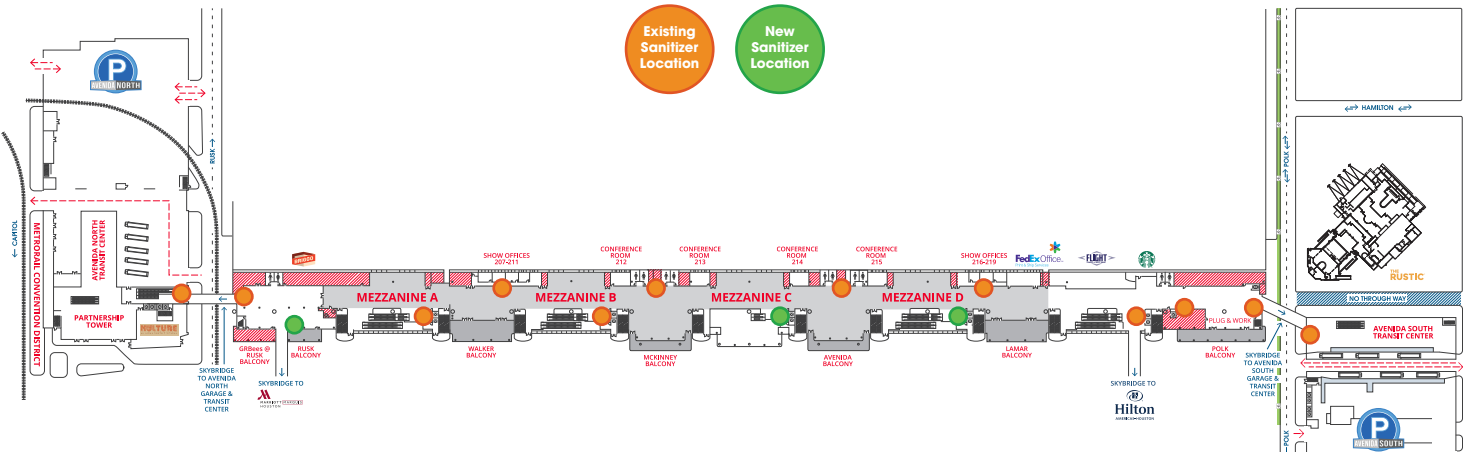 Existing
Sanitizer
Location
New
Sanitizer
Location
P
AVENIDA NORTH
RUSK
CAPITOL
METRORAIL CONVENTION DISTRICT
AVENIDA NORTH
TRANSIT CENTER
PARTNERSHIP
TOWER
KULTURE
BRIDGO
SHOW OFFICES
207-211
CONFERENCE
ROOM
212
CONFERENCE
ROOM
213
CONFERENCE
ROOM
214
CONFERENCE
ROOM
215
SHOW OFFICES
216-219
FedEx Office.
FLIGHT
MEZZANINE A
MEZZANINE B
MEZZANINE C
MEZZANINE D
PLUG & WORK
GRBees @
RUSK
BALCONY
RUSK
BALCONY
WALKER
BALCONY
MCKINNEY
BALCONY
AVENIDA
BALCONY
LAMAR
BALCONY
POLK
BALCONY
SKYBRIDGE
TO AVENIDA
NORTH
GARAGE &
TRANSIT
CENTER
SKYBRIDGE TO
MARRIOTT MARQUIS
HOUSTON
SKYBRIDGE TO
Hilton
AMERICAS-HOUSTON
SKYBRIDGE
TO AVENIDA
SOUTH
GARAGE &
TRANSIT
CENTER
POLK
POLK
HAMILTON
THE
RUSTIC
NO THROUGH WAY
AVENIDA SOUTH
TRANSIT CENTER
P
AVENIDA SOUTH